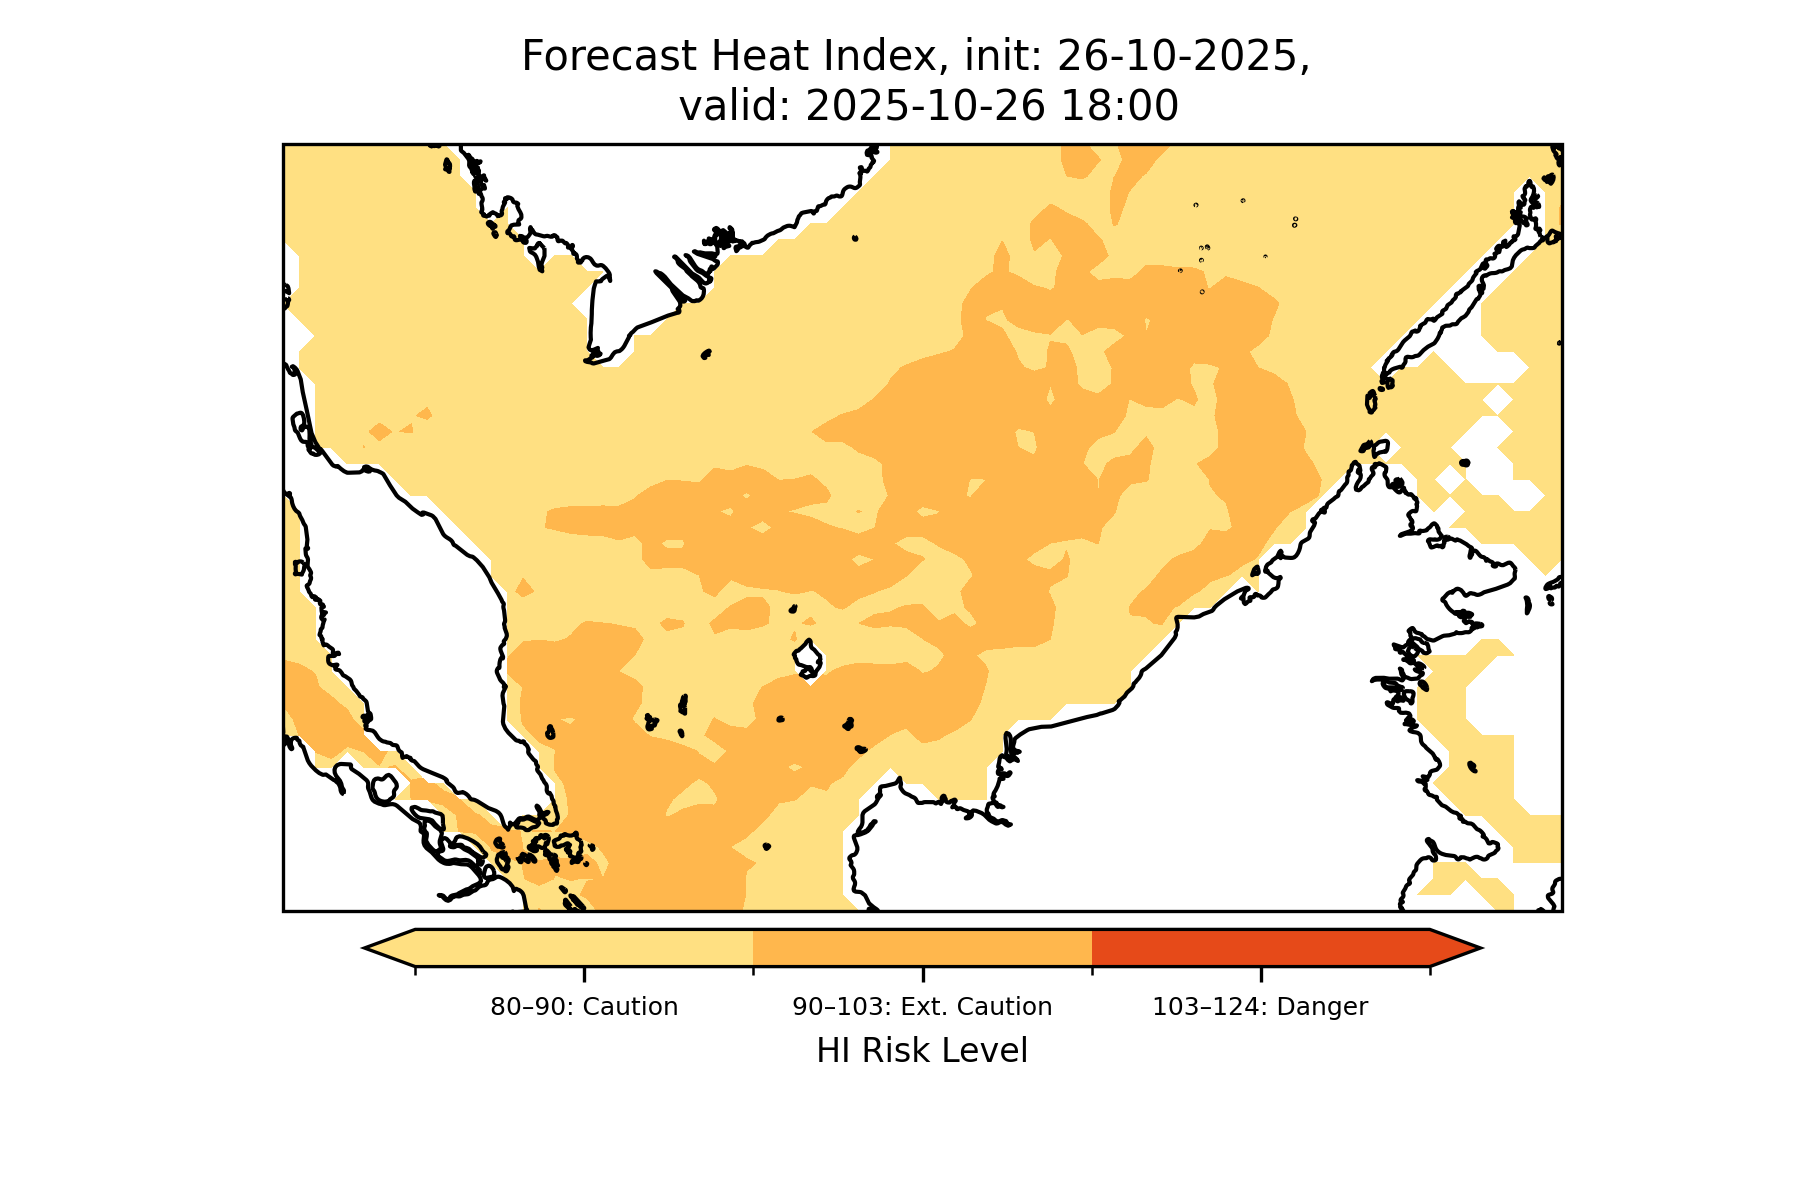 Forecast Heat Index, init: 26-10-2025,
valid: 2025-10-26 18:00
80–90: Caution
90–103: Ext. Caution
103–124: Danger
HI Risk Level